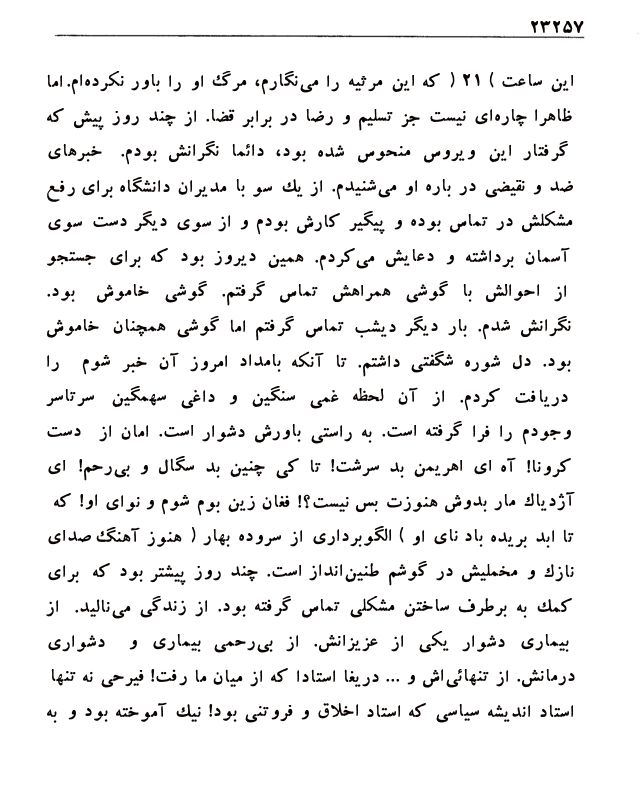 ۲۳۲۵۷
این ساعت ) ۲۱ ( که این مرثیه را می‌نگارم، مرگ او را باور نکرده‌ام. اما
ظاهرا چاره‌ای نیست جز تسلیم و رضا در برابر قضا. از چند روز پیش که
گرفتار این ویروس منحوس شده بود، دائما نگرانش بودم. خبرهای
ضد و نقیضی در باره او می‌شنیدم. از یك سو با مدیران دانشگاه برای رفع
مشکلش در تماس بوده و پیگیر کارش بودم و از سوی دیگر دست سوی
آسمان برداشته و دعایش می‌کردم. همین دیروز بود که برای جستجو
از احوالش با گوشی همراهش تماس گرفتم. گوشی خاموش بود.
نگرانش شدم. بار دیگر دیشب تماس گرفتم اما گوشی همچنان خاموش
بود. دل شوره شگفتی داشتم. تا آنکه بامداد امروز آن خبر شوم را
دریافت کردم. از آن لحظه غمی سنگین و داغی سهمگین سرتاسر
وجودم را فرا گرفته است. به راستی باورش دشوار است. امان از دست
کرونا! آه ای اهریمن بد سرشت! تا کی چنین بد سگال و بی‌رحم! ای
آژدیاك مار بدوش هنوزت بس نیست؟! فغان زین بوم شوم و نوای او! که
تا ابد بریده باد نای او ) الگوبرداری از سروده بهار ( هنوز آهنگ صدای
نازك و مخملیش در گوشم طنین‌انداز است. چند روز پیشتر بود که برای
کمك به برطرف ساختن مشکلی تماس گرفته بود. از زندگی می‌نالید. از
بیماری دشوار یکی از عزیزانش. از بی‌رحمی بیماری و دشواری
درمانش. از تنهائی‌اش و ... دریغا استادا که از میان ما رفت! فیرحی نه تنها
استاد اندیشه سیاسی که استاد اخلاق و فروتنی بود! نیك آموخته بود و به